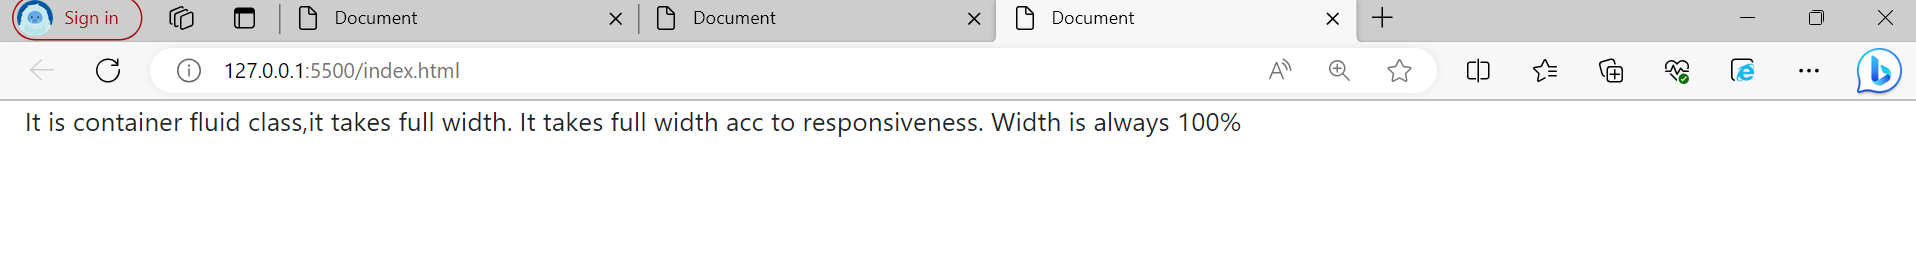 Sign in
Document
Document
Document
127.0.0.1:5500/index.html
It is container fluid class,it takes full width. It takes full width acc to responsiveness. Width is always 100%